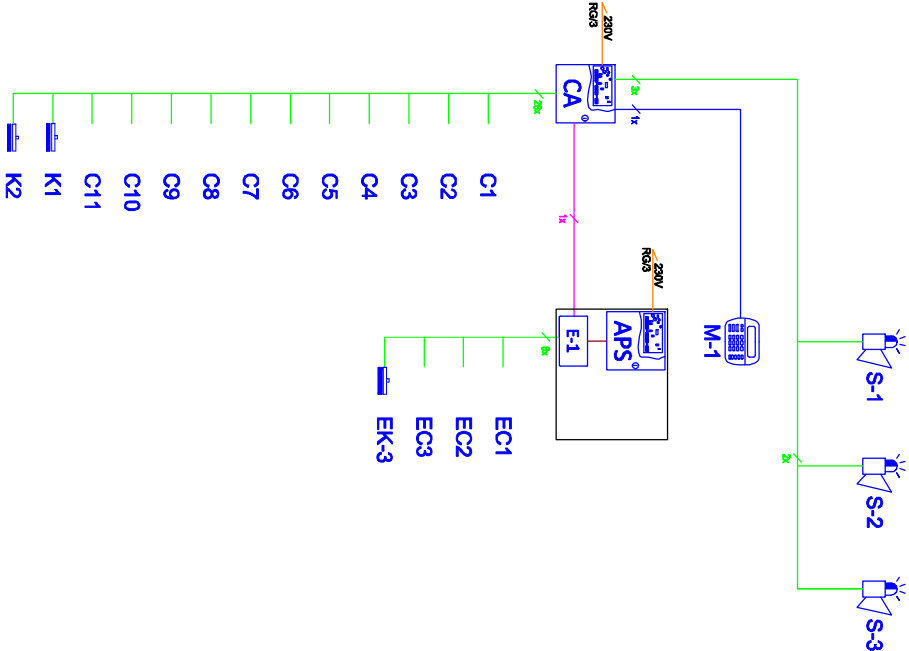 S-1
S-2
S-3
2x
3x
1x
M-1
230V
RG/3
CA
28x
1x
230V
RG/3
APS
E-1
8x
C1
C2
C3
C4
C5
C6
C7
C8
C9
C10
C11
K1
K2
EC1
EC2
EC3
EK-3